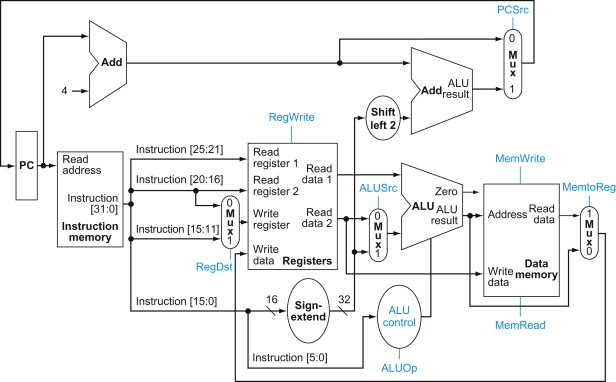 PCSrc
0
M
u
x
1
Add
4
Add
ALU
result
Shift
left 2
RegWrite
PC
Read
address
Instruction
[31:0]
Instruction
memory
Instruction [25:21]
Instruction [20:16]
Instruction [15:11]
0
M
u
x
1
RegDst
Read
register 1
Read
register 2
Write
register
Write
data
Read
data 1
Read
data 2
Registers
ALUSrc
0
M
u
x
1
Zero
ALU
ALU
result
MemWrite
Address
Read
data
Write
data
Data
memory
MemRead
MemtoReg
1
M
u
x
0
Instruction [15:0]
16
Sign-
extend
32
ALU
control
Instruction [5:0]
ALUOp